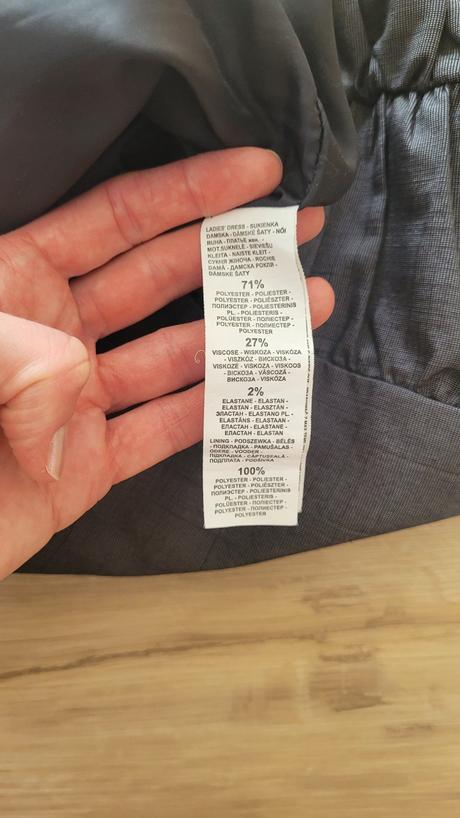 LADIES' DRESS - SUKIENKA
DAMSKA - DÁMSKE ŠATY - NŐI
RUHA - ПЛАТЬЕ жен. -
MOT.SUKNELĖ - SIEVIEŠU
KLEITA - NAISTE KLEIT -
СУКНЯ ЖІНОЧА - ROCHIE
DAMĂ - ДАМСКА РОКЛЯ -
DÁMSKÉ ŠATY
71%
POLYESTER - POLIESTER -
POLYESTER - POLIÉSZTER -
ПОЛИЭСТЕР - POLIESTERINIS
PL. - POLIESTERIS -
POLÜESTER - ПОЛІЕСТЕР -
POLIESTER - ПОЛИЕСТЕР -
POLYESTER
27%
VISCOSE - WISKOZA - VISKÓZA
- VISZKÓZ - ВИСКОЗА -
VISKOZĖ - VISKOZA - VISKOOS
- ВІСКОЗА - VÂSCOZĂ -
ВИСКОЗА - VISKÓZA
2%
ELASTANE - ELASTAN -
ELASTAN - ELASZTÁN -
ЭЛАСТАН - ELASTANO PL. -
ELASTĀNS - ELASTAAN -
ЕЛАСТАН - ELASTANE -
ЕЛАСТАН - ELASTAN
LINING - PODSZEWKA - BÉLÉS
- ПОДКЛАДКА - PAMUŠALAS -
ODERE - VOODER -
ПІДКЛАДКА - CĂPTUȘEALĂ -
ПОДПЛАТА - PODŠÍVKA
100%
POLYESTER - POLIESTER -
POLYESTER - POLIÉSZTER -
ПОЛИЭСТЕР - POLIESTERINIS
PL. - POLIESTERIS -
POLÜESTER - ПОЛІЕСТЕР -
POLIESTER - ПОЛИЕСТЕР -
POLYESTER